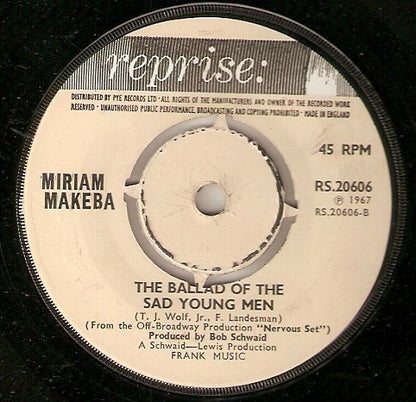 reprise:
DISTRIBUTED BY PYE RECORDS LTD · ALL RIGHTS OF THE MANUFACTURERS AND OWNER OF THE RECORDED WORK
RESERVED · UNAUTHORISED PUBLIC PERFORMANCE, BROADCASTING AND COPYING PROHIBITED · MADE IN ENGLAND
45 RPM
MIRIAM
MAKEBA
RS.20606
Ⓟ 1967
RS.20606-B
THE BALLAD OF THE
SAD YOUNG MEN
(T. J. Wolf, Jr., F. Landesman)
(From the Off-Broadway Production "Nervous Set")
Produced by Bob Schwaid
A Schwaid—Lewis Production
FRANK MUSIC